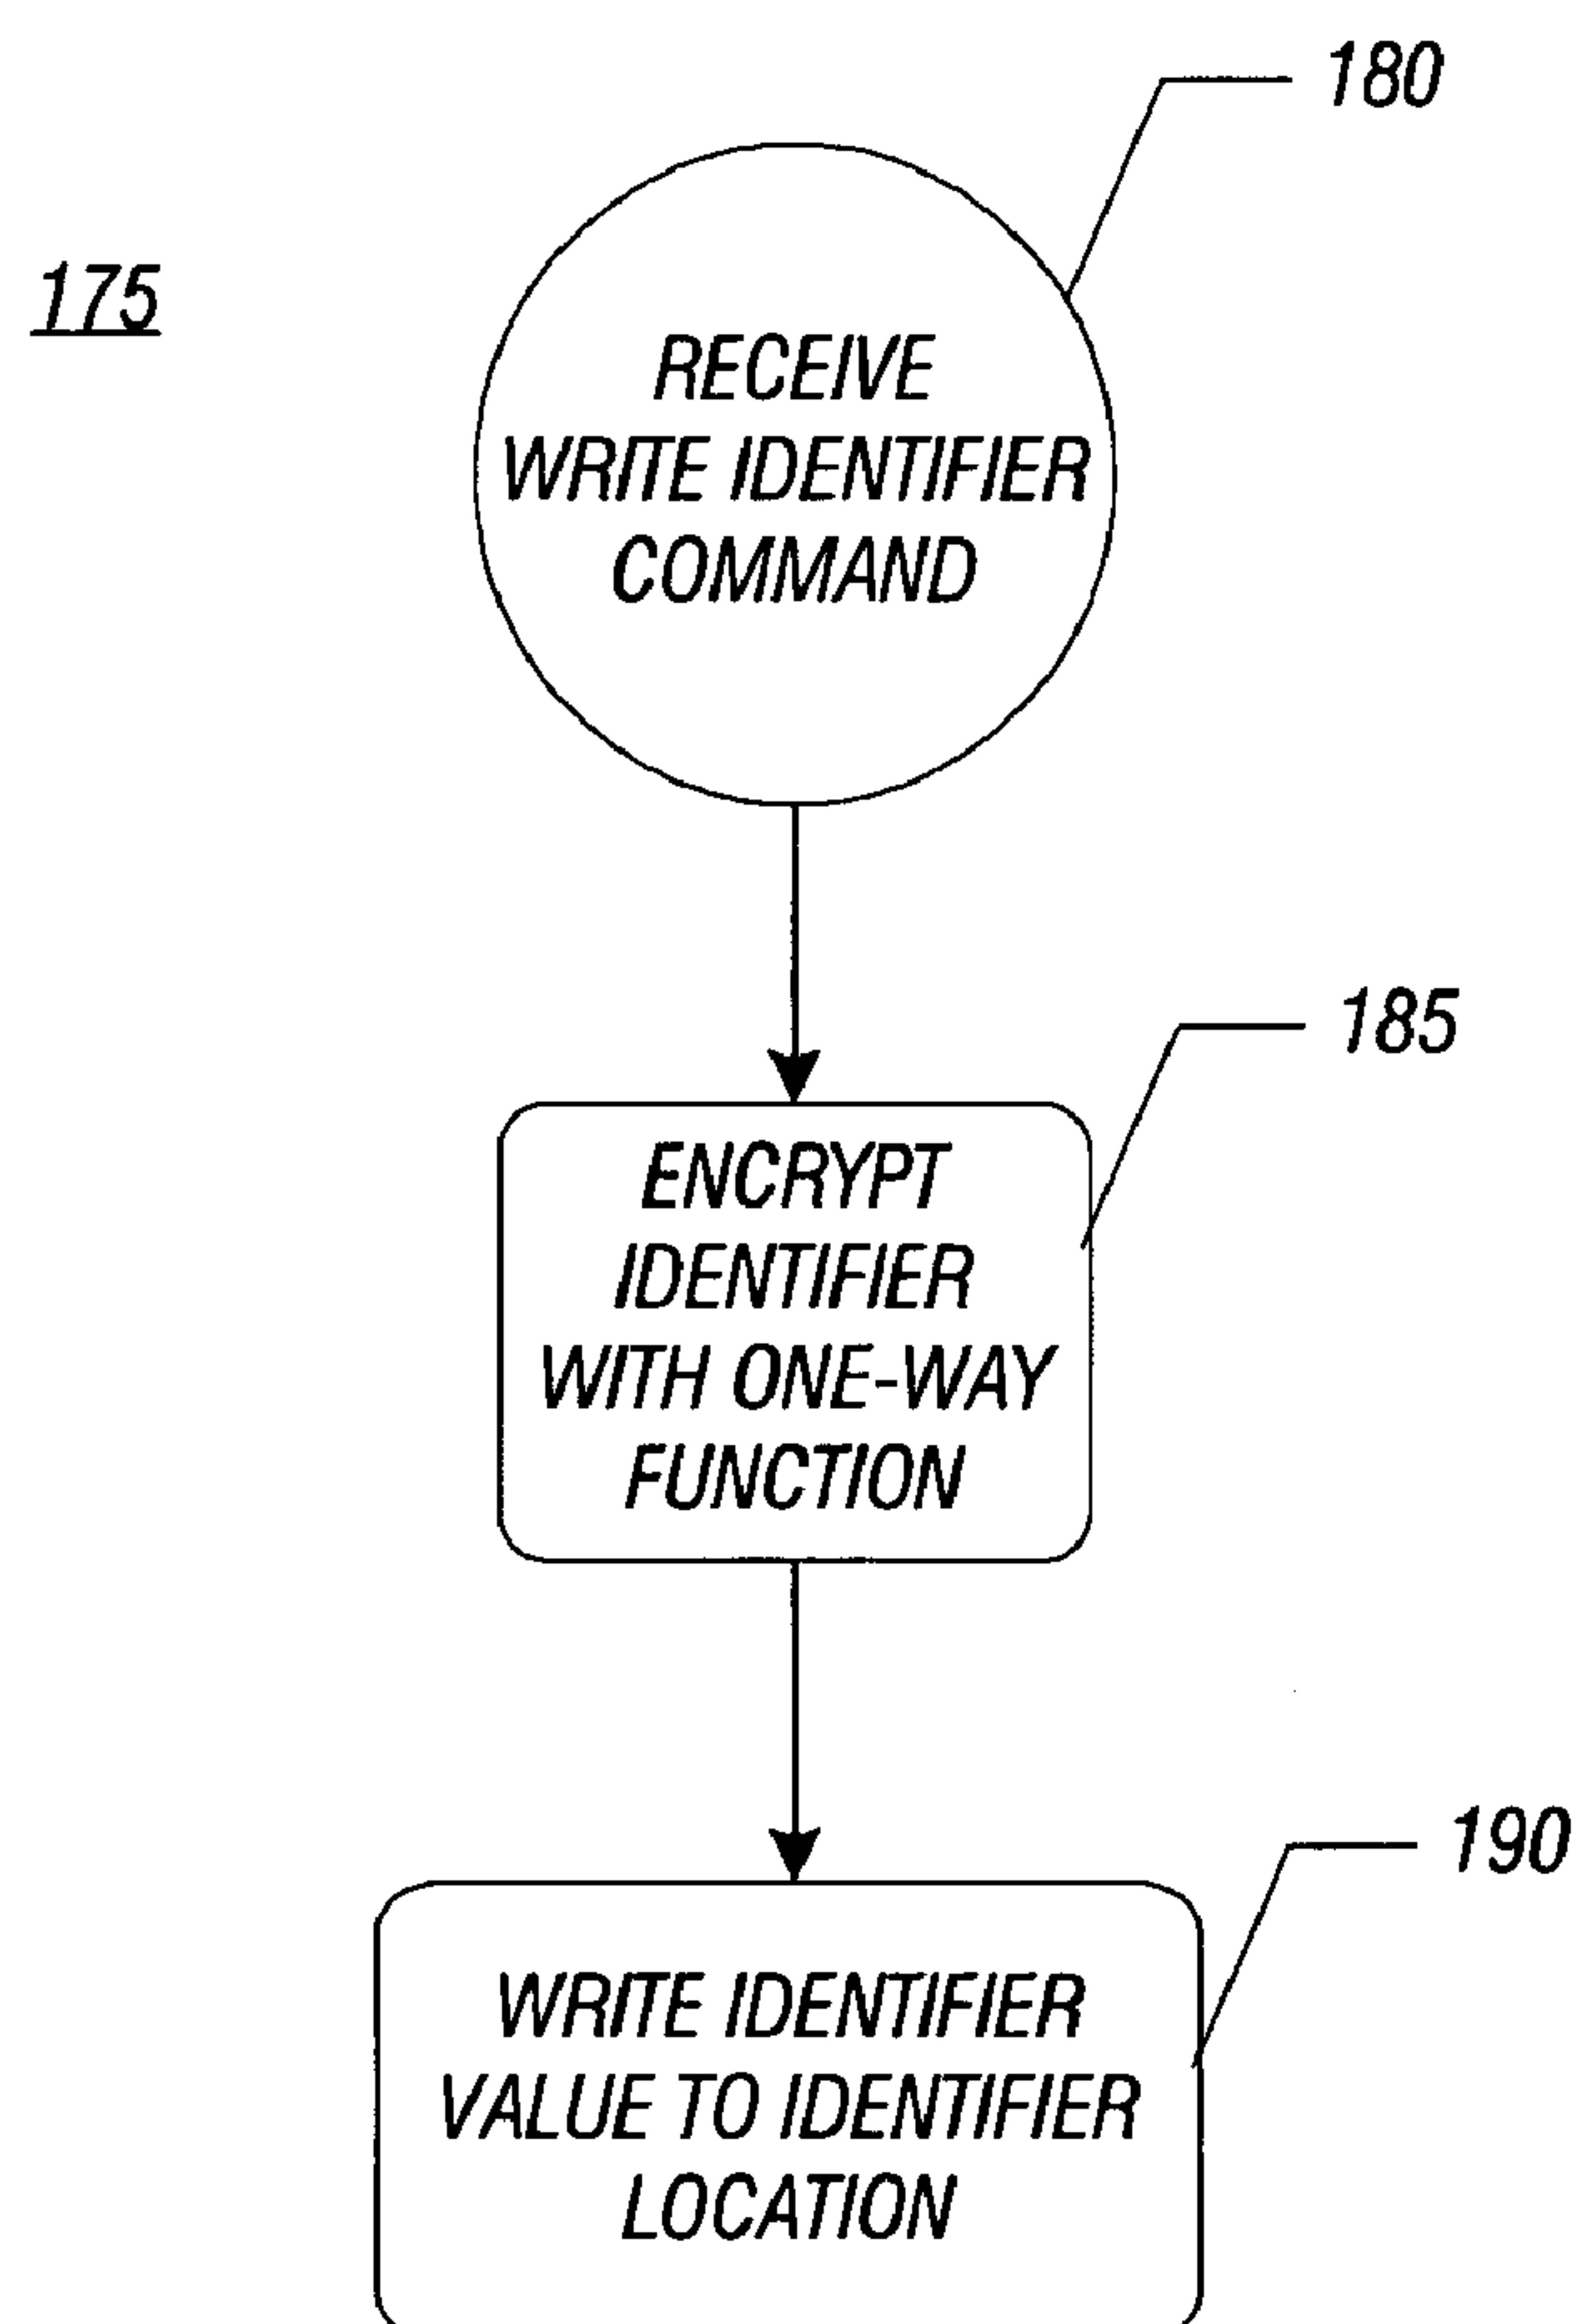 180
175
RECEIVE
WRITE IDENTIFIER
COMMAND
185
ENCRYPT
IDENTIFIER
WITH ONE-WAY
FUNCTION
190
WRITE IDENTIFIER
VALUE TO IDENTIFIER
LOCATION